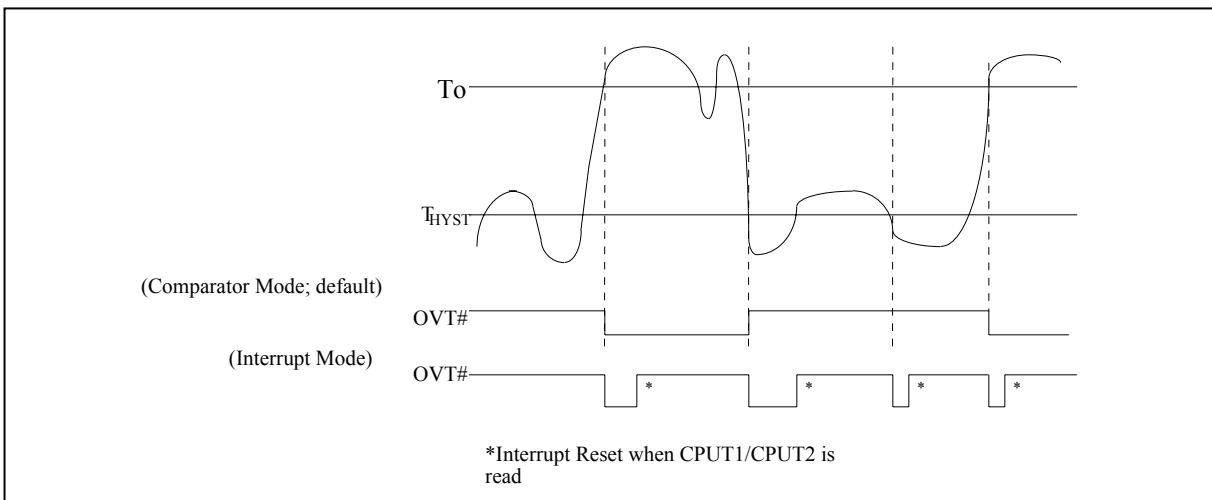 To
THYST
(Comparator Mode; default)
OVT#
(Interrupt Mode)
OVT#
* * * *
*Interrupt Reset when CPUT1/CPUT2 is
read